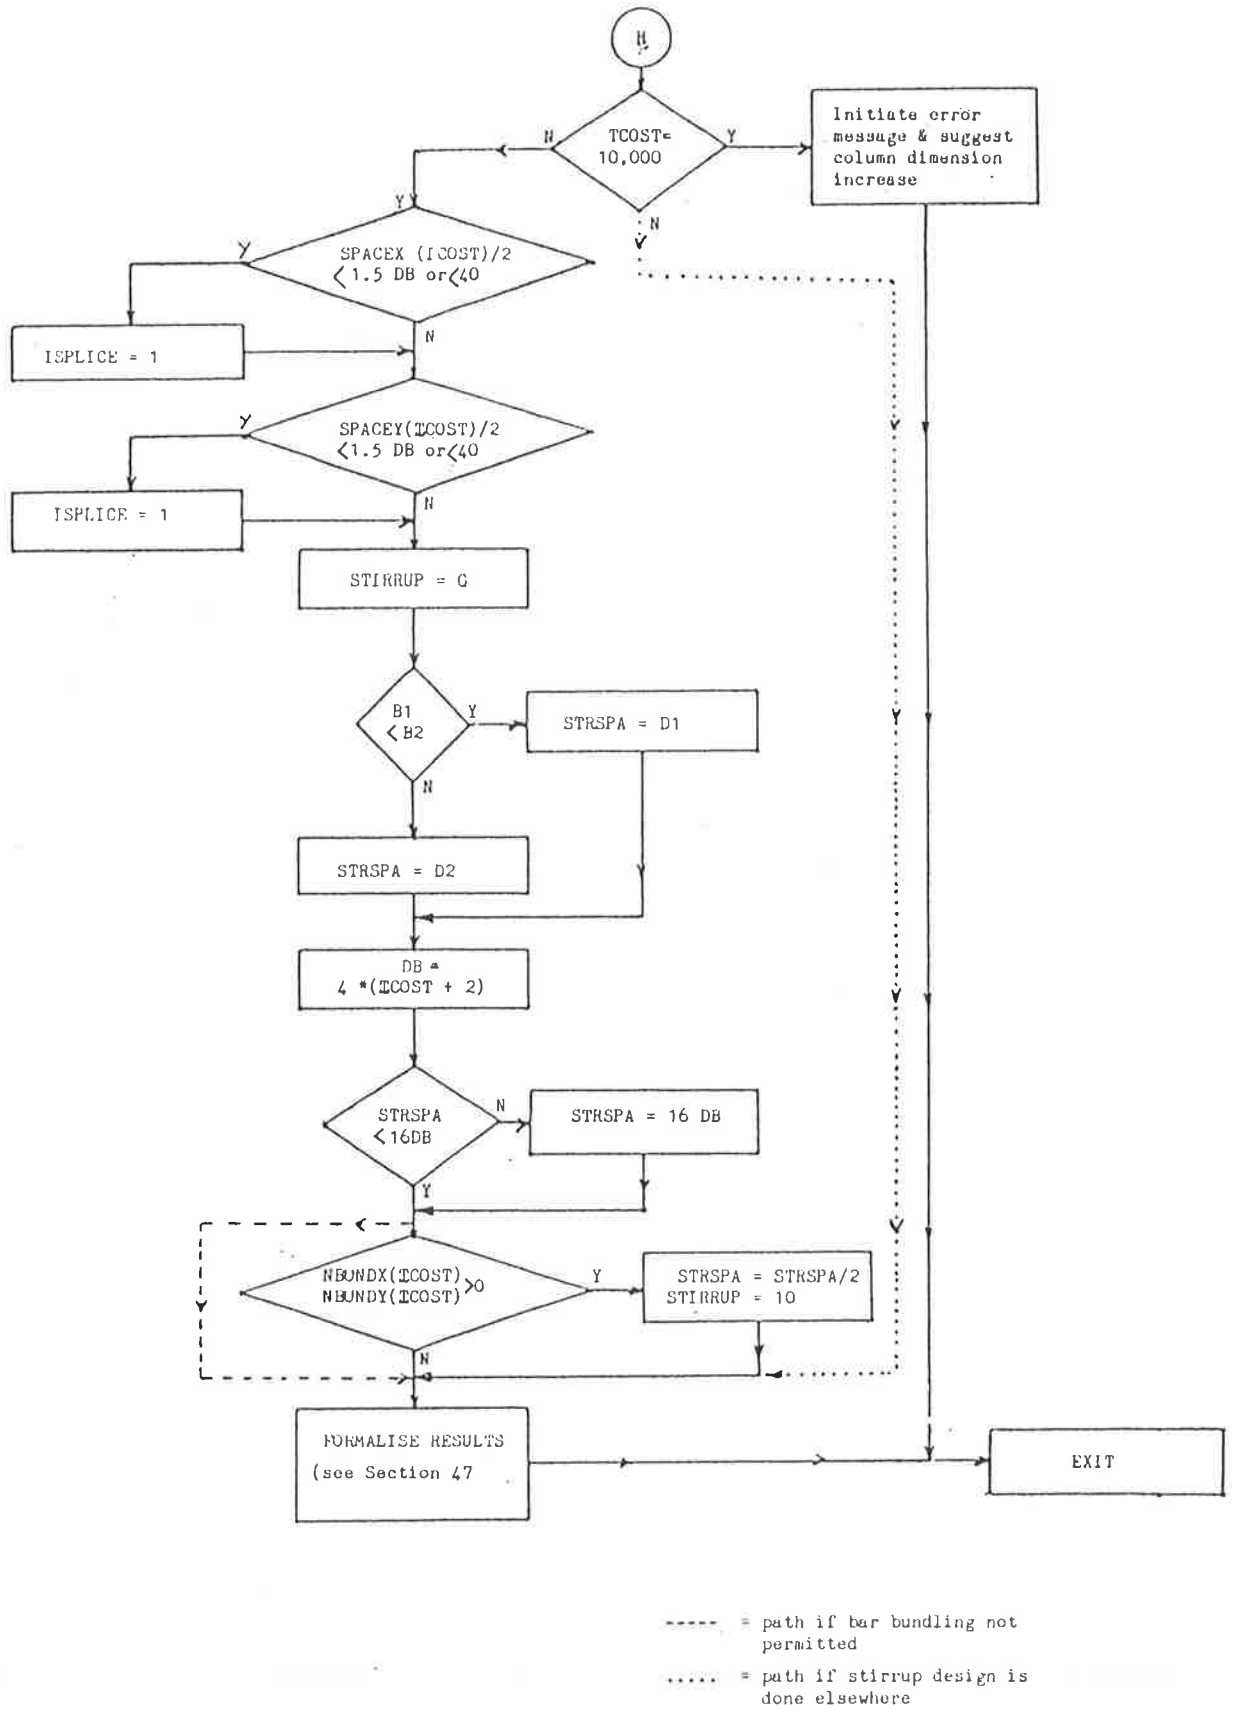 H
TCOST=
10,000
N
Y
Initiate error
message & suggest
column dimension
increase
N
Y
SPACEX (ICOST)/2
<1.5 DB or<40
Y
N
ISPLICE = 1
SPACEY(ICOST)/2
<1.5 DB or<40
Y
N
ISPLICE = 1
STIRRUP = G
B1
<B2
Y
N
STRSPA = D1
STRSPA = D2
DB =
4 *(ICOST + 2)
STRSPA
<16DB
N
Y
STRSPA = 16 DB
NBUNDX(ICOST)
NBUNDY(ICOST) >0
Y
N
STRSPA = STRSPA/2
STIRRUP = 10
FORMALISE RESULTS
(see Section 47
EXIT
----- = path if bar bundling not
permitted
..... = path if stirrup design is
done elsewhere